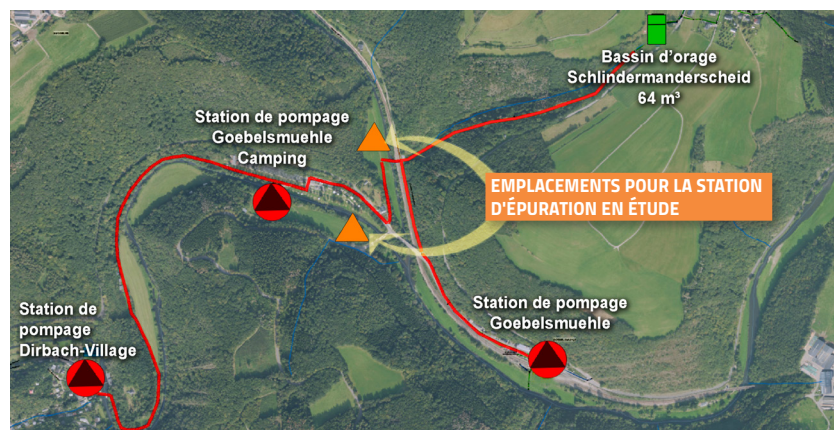 Bassin d'orage
Schlindermanderscheid
64 m³
Station de pompage
Goebelsmuehle
Camping
EMPLACEMENTS POUR LA STATION
D'ÉPURATION EN ÉTUDE
Station de pompage
Goebelsmuehle
Station de
pompage
Dirbach-Village